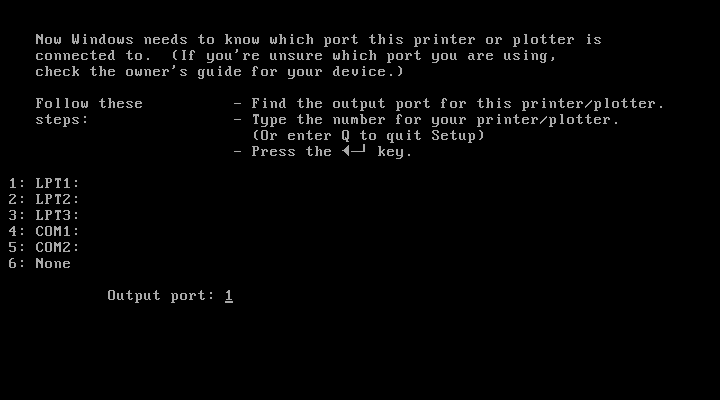 Now Windows needs to know which port this printer or plotter is
connected to.  (If you're unsure which port you are using,
check the owner's guide for your device.)
Follow these          - Find the output port for this printer/plotter.
steps:                - Type the number for your printer/plotter.
(Or enter Q to quit Setup)
- Press the ◄─┘ key.
1: LPT1:
2: LPT2:
3: LPT3:
4: COM1:
5: COM2:
6: None
Output port: 1